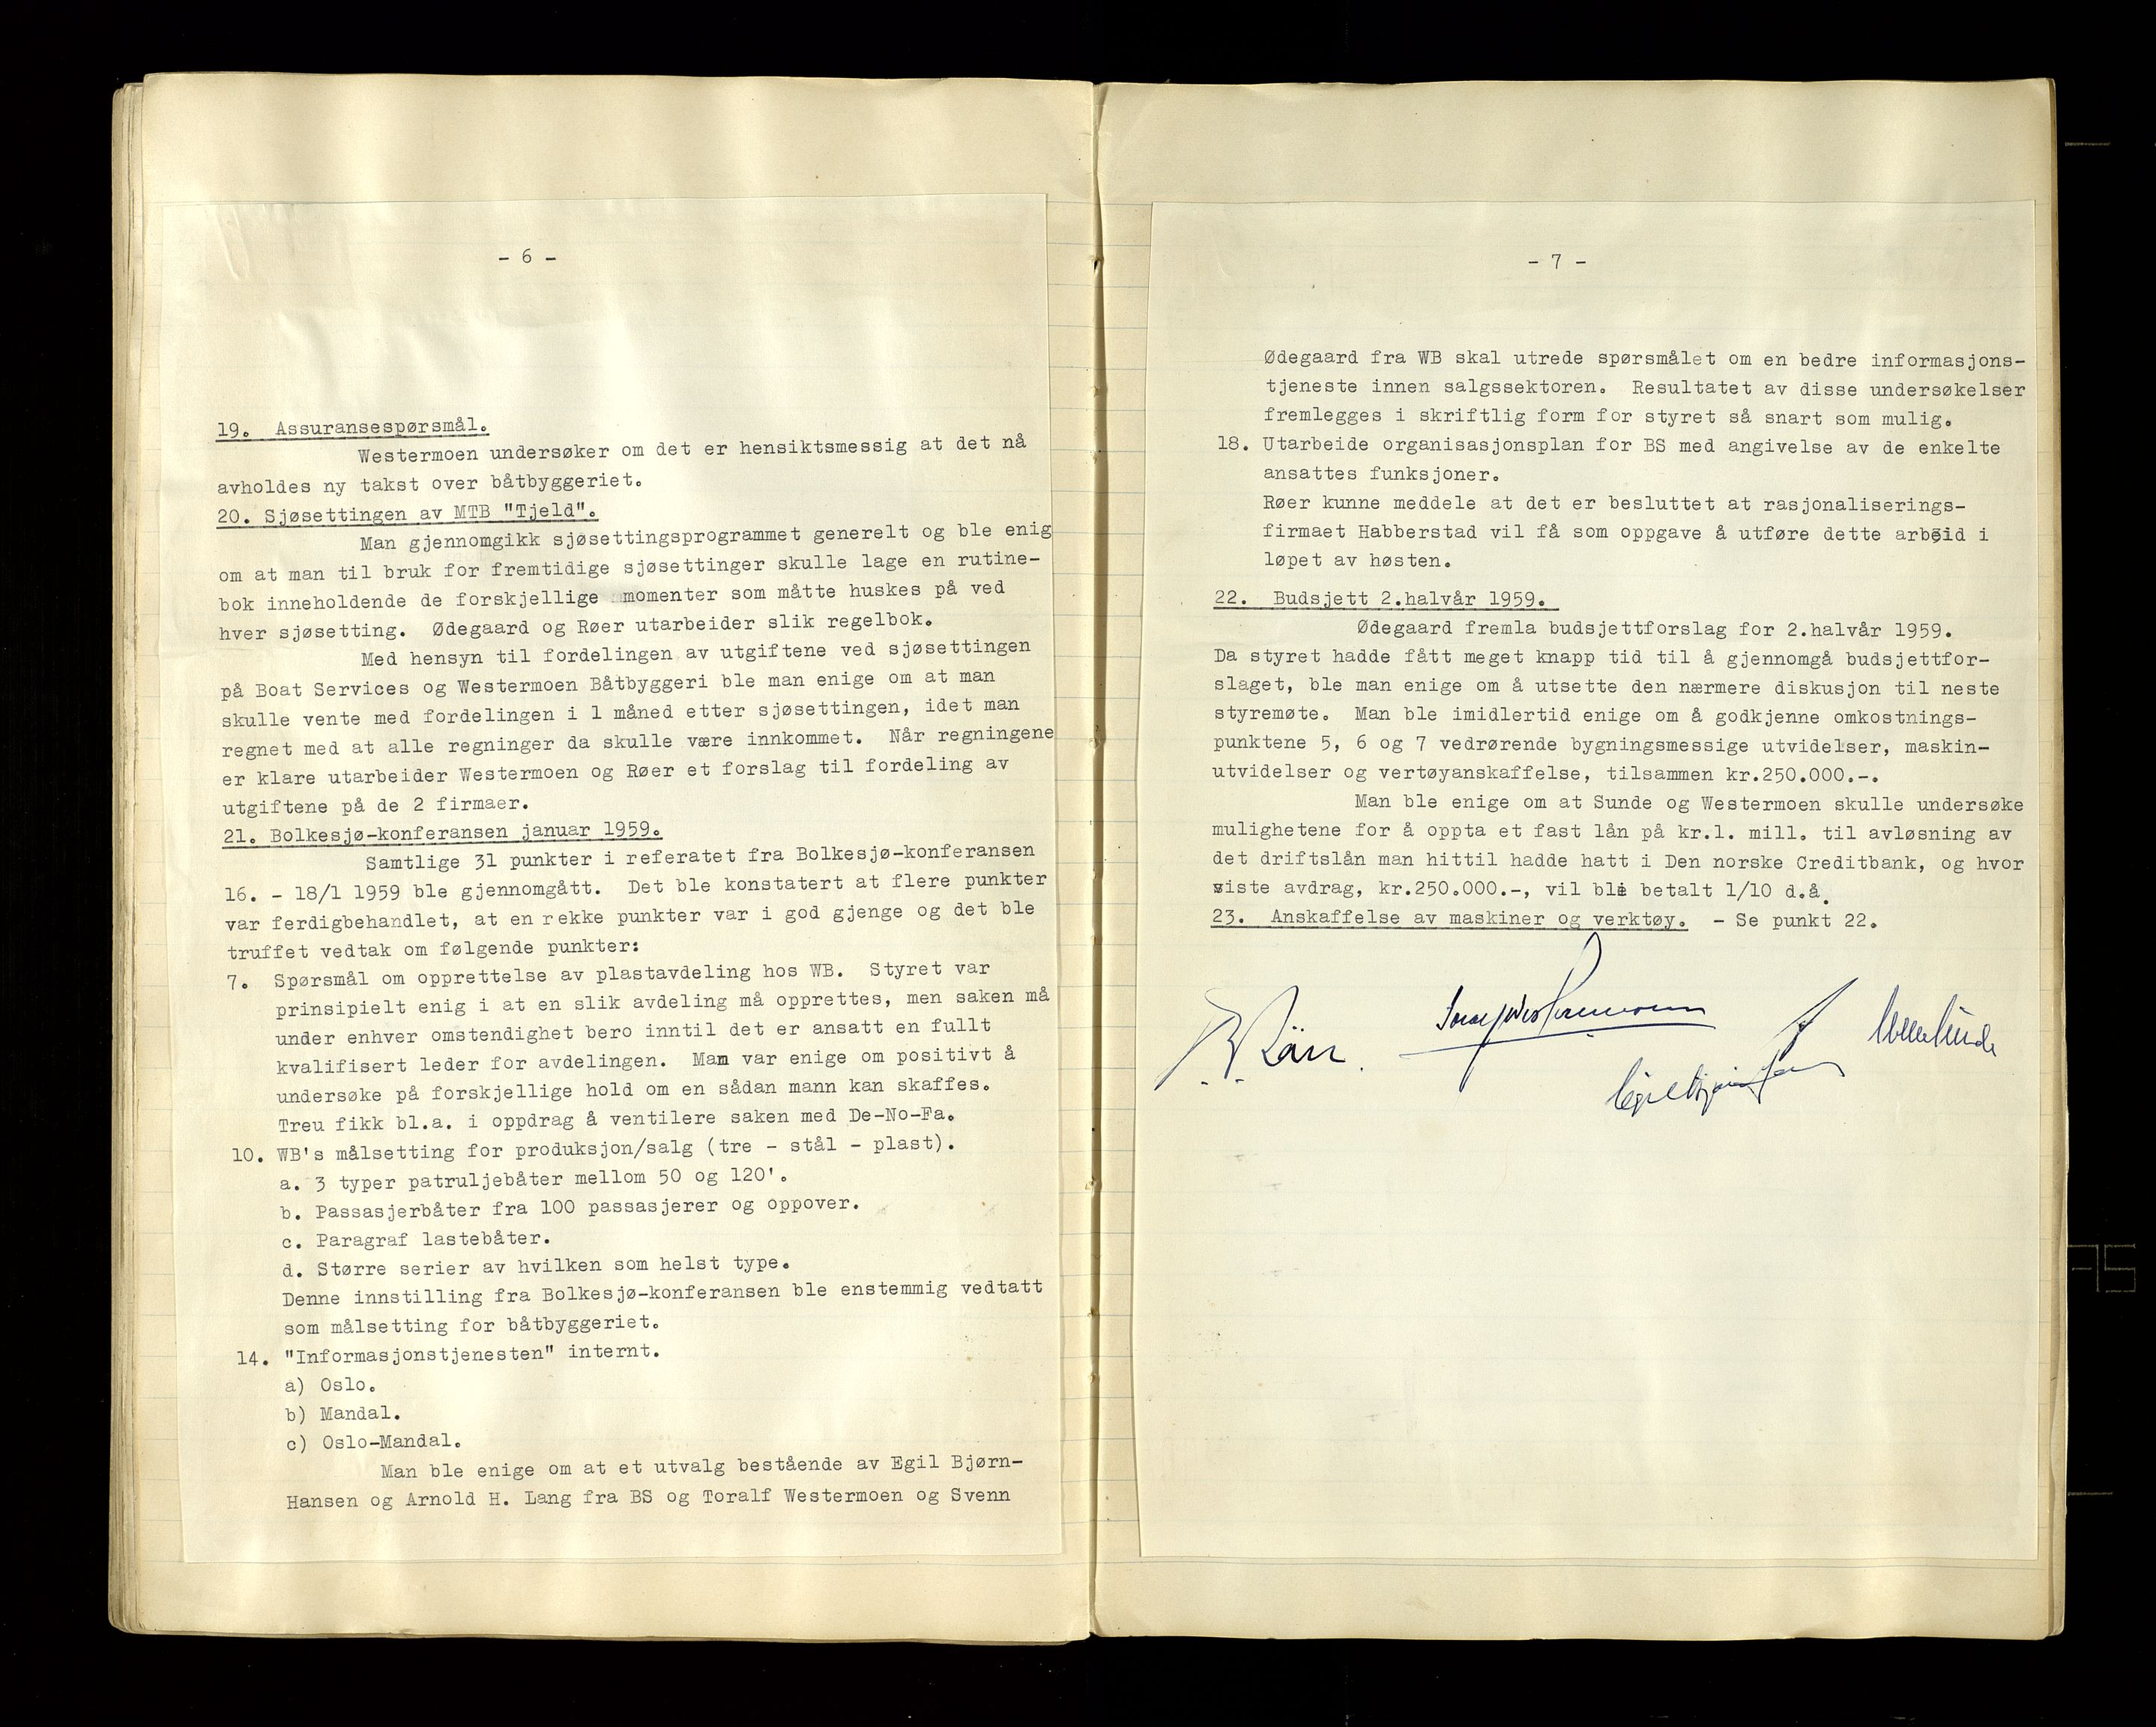 - 6 -
19. Assuransespørsmål.
Westermoen undersøker om det er hensiktsmessig at det nå
avholdes ny takst over båtbyggeriet.
20. Sjøsettingen av MTB "Tjeld".
Man gjennomgikk sjøsettingsprogrammet generelt og ble enig
om at man til bruk for fremtidige sjøsettinger skulle lage en rutine-
bok inneholdende de forskjellige momenter som måtte huskes på ved
hver sjøsetting. Ødegaard og Røer utarbeider slik regelbok.
Med hensyn til fordelingen av utgiftene ved sjøsettingen
på Boat Services og Westermoen Båtbyggeri ble man enige om at man
skulle vente med fordelingen i 1 måned etter sjøsettingen, idet man
regnet med at alle regninger da skulle være innkommet. Når regningene
er klare utarbeider Westermoen og Røer et forslag til fordeling av
utgiftene på de 2 firmaer.
21. Bolkesjø-konferansen januar 1959.
Samtlige 31 punkter i referatet fra Bolkesjø-konferansen
16. - 18/1 1959 ble gjennomgått. Det ble konstatert at flere punkter
var ferdigbehandlet, at en rekke punkter var i god gjenge og det ble
truffet vedtak om følgende punkter:
7. Spørsmål om opprettelse av plastavdeling hos WB. Styret var
prinsipielt enig i at en slik avdeling må opprettes, men saken må
under enhver omstendighet bero inntil det er ansatt en fullt
kvalifisert leder for avdelingen. Man var enige om positivt å
undersøke på forskjellige hold om en sådan mann kan skaffes.
Treu fikk bl.a. i oppdrag å ventilere saken med De-No-Fa.
10. WB's målsetting for produksjon/salg (tre - stål - plast).
a. 3 typer patruljebåter mellom 50 og 120'.
b. Passasjerbåter fra 100 passasjerer og oppover.
c. Paragraf lastebåter.
d. Større serier av hvilken som helst type.
Denne innstilling fra Bolkesjø-konferansen ble enstemmig vedtatt
som målsetting for båtbyggeriet.
14. "Informasjonstjenesten" internt.
a) Oslo.
b) Mandal.
c) Oslo-Mandal.
Man ble enige om at et utvalg bestående av Egil Bjørn-
Hansen og Arnold H. Lang fra BS og Toralf Westermoen og Svenn
- 7 -
Ødegaard fra WB skal utrede spørsmålet om en bedre informasjons-
tjeneste innen salgssektoren. Resultatet av disse undersøkelser
fremlegges i skriftlig form for styret så snart som mulig.
18. Utarbeide organisasjonsplan for BS med angivelse av de enkelte
ansattes funksjoner.
Røer kunne meddele at det er besluttet at rasjonaliserings-
firmaet Habberstad vil få som oppgave å utføre dette arbeid i
løpet av høsten.
22. Budsjett 2.halvår 1959.
Ødegaard fremla budsjettforslag for 2.halvår 1959.
Da styret hadde fått meget knapp tid til å gjennomgå budsjettfor-
slaget, ble man enige om å utsette den nærmere diskusjon til neste
styremøte. Man ble imidlertid enige om å godkjenne omkostnings-
punktene 5, 6 og 7 vedrørende bygningsmessige utvidelser, maskin-
utvidelser og vertøyanskaffelse, tilsammen kr.250.000.-.
Man ble enige om at Sunde og Westermoen skulle undersøke
mulighetene for å oppta et fast lån på kr.1. mill. til avløsning av
det driftslån man hittil hadde hatt i Den norske Creditbank, og hvor
siste avdrag, kr.250.000.-, vil bli betalt 1/10 d.å.
23. Anskaffelse av maskiner og verktøy. - Se punkt 22.